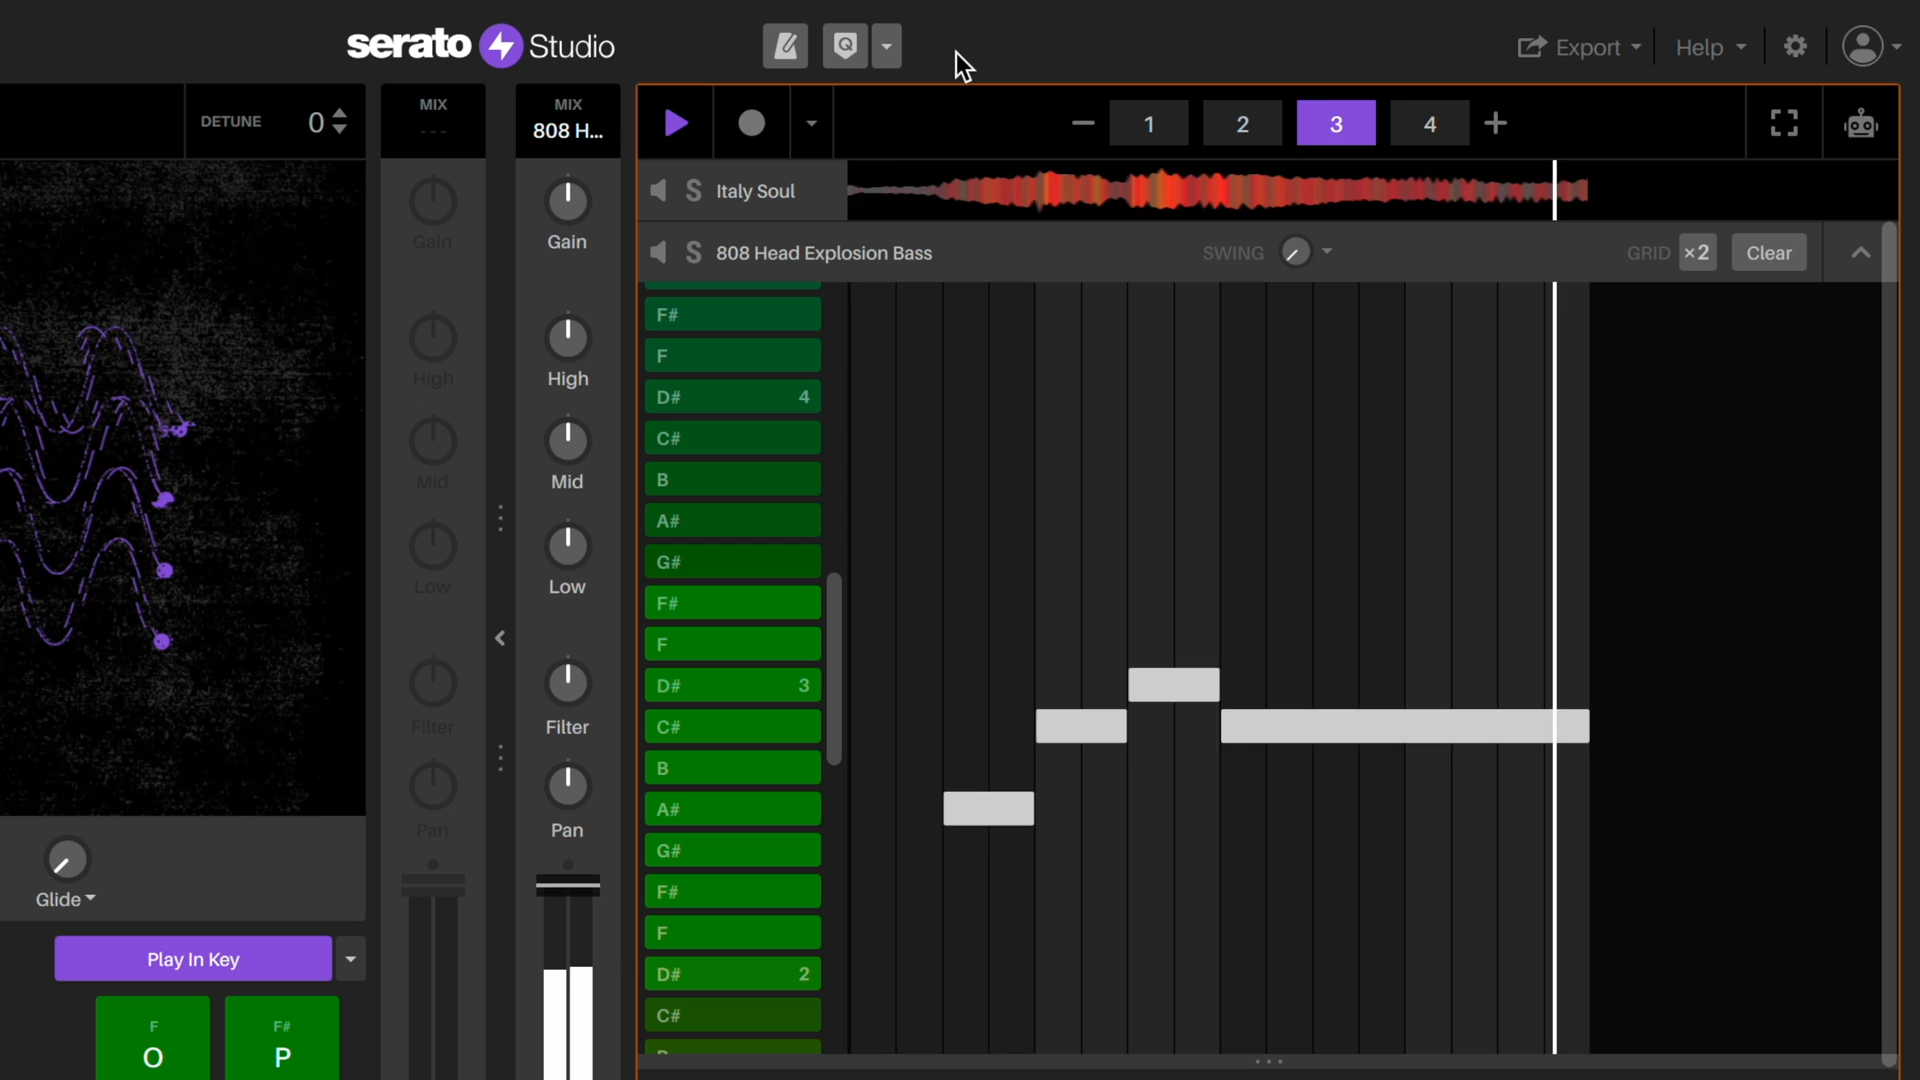 serato Studio
Export
Help
DETUNE 0
MIX
---
MIX
808 H...
1
2
3
4
S Italy Soul
S 808 Head Explosion Bass
SWING
GRID
×2
Clear
Gain
High
Mid
Low
Filter
Pan
Gain
High
Mid
Low
Filter
Pan
F#
F
D# 4
C#
B
A#
G#
F#
F
D# 3
C#
B
A#
G#
F#
F
D# 2
C#
Glide
Play In Key
F
O
F#
P